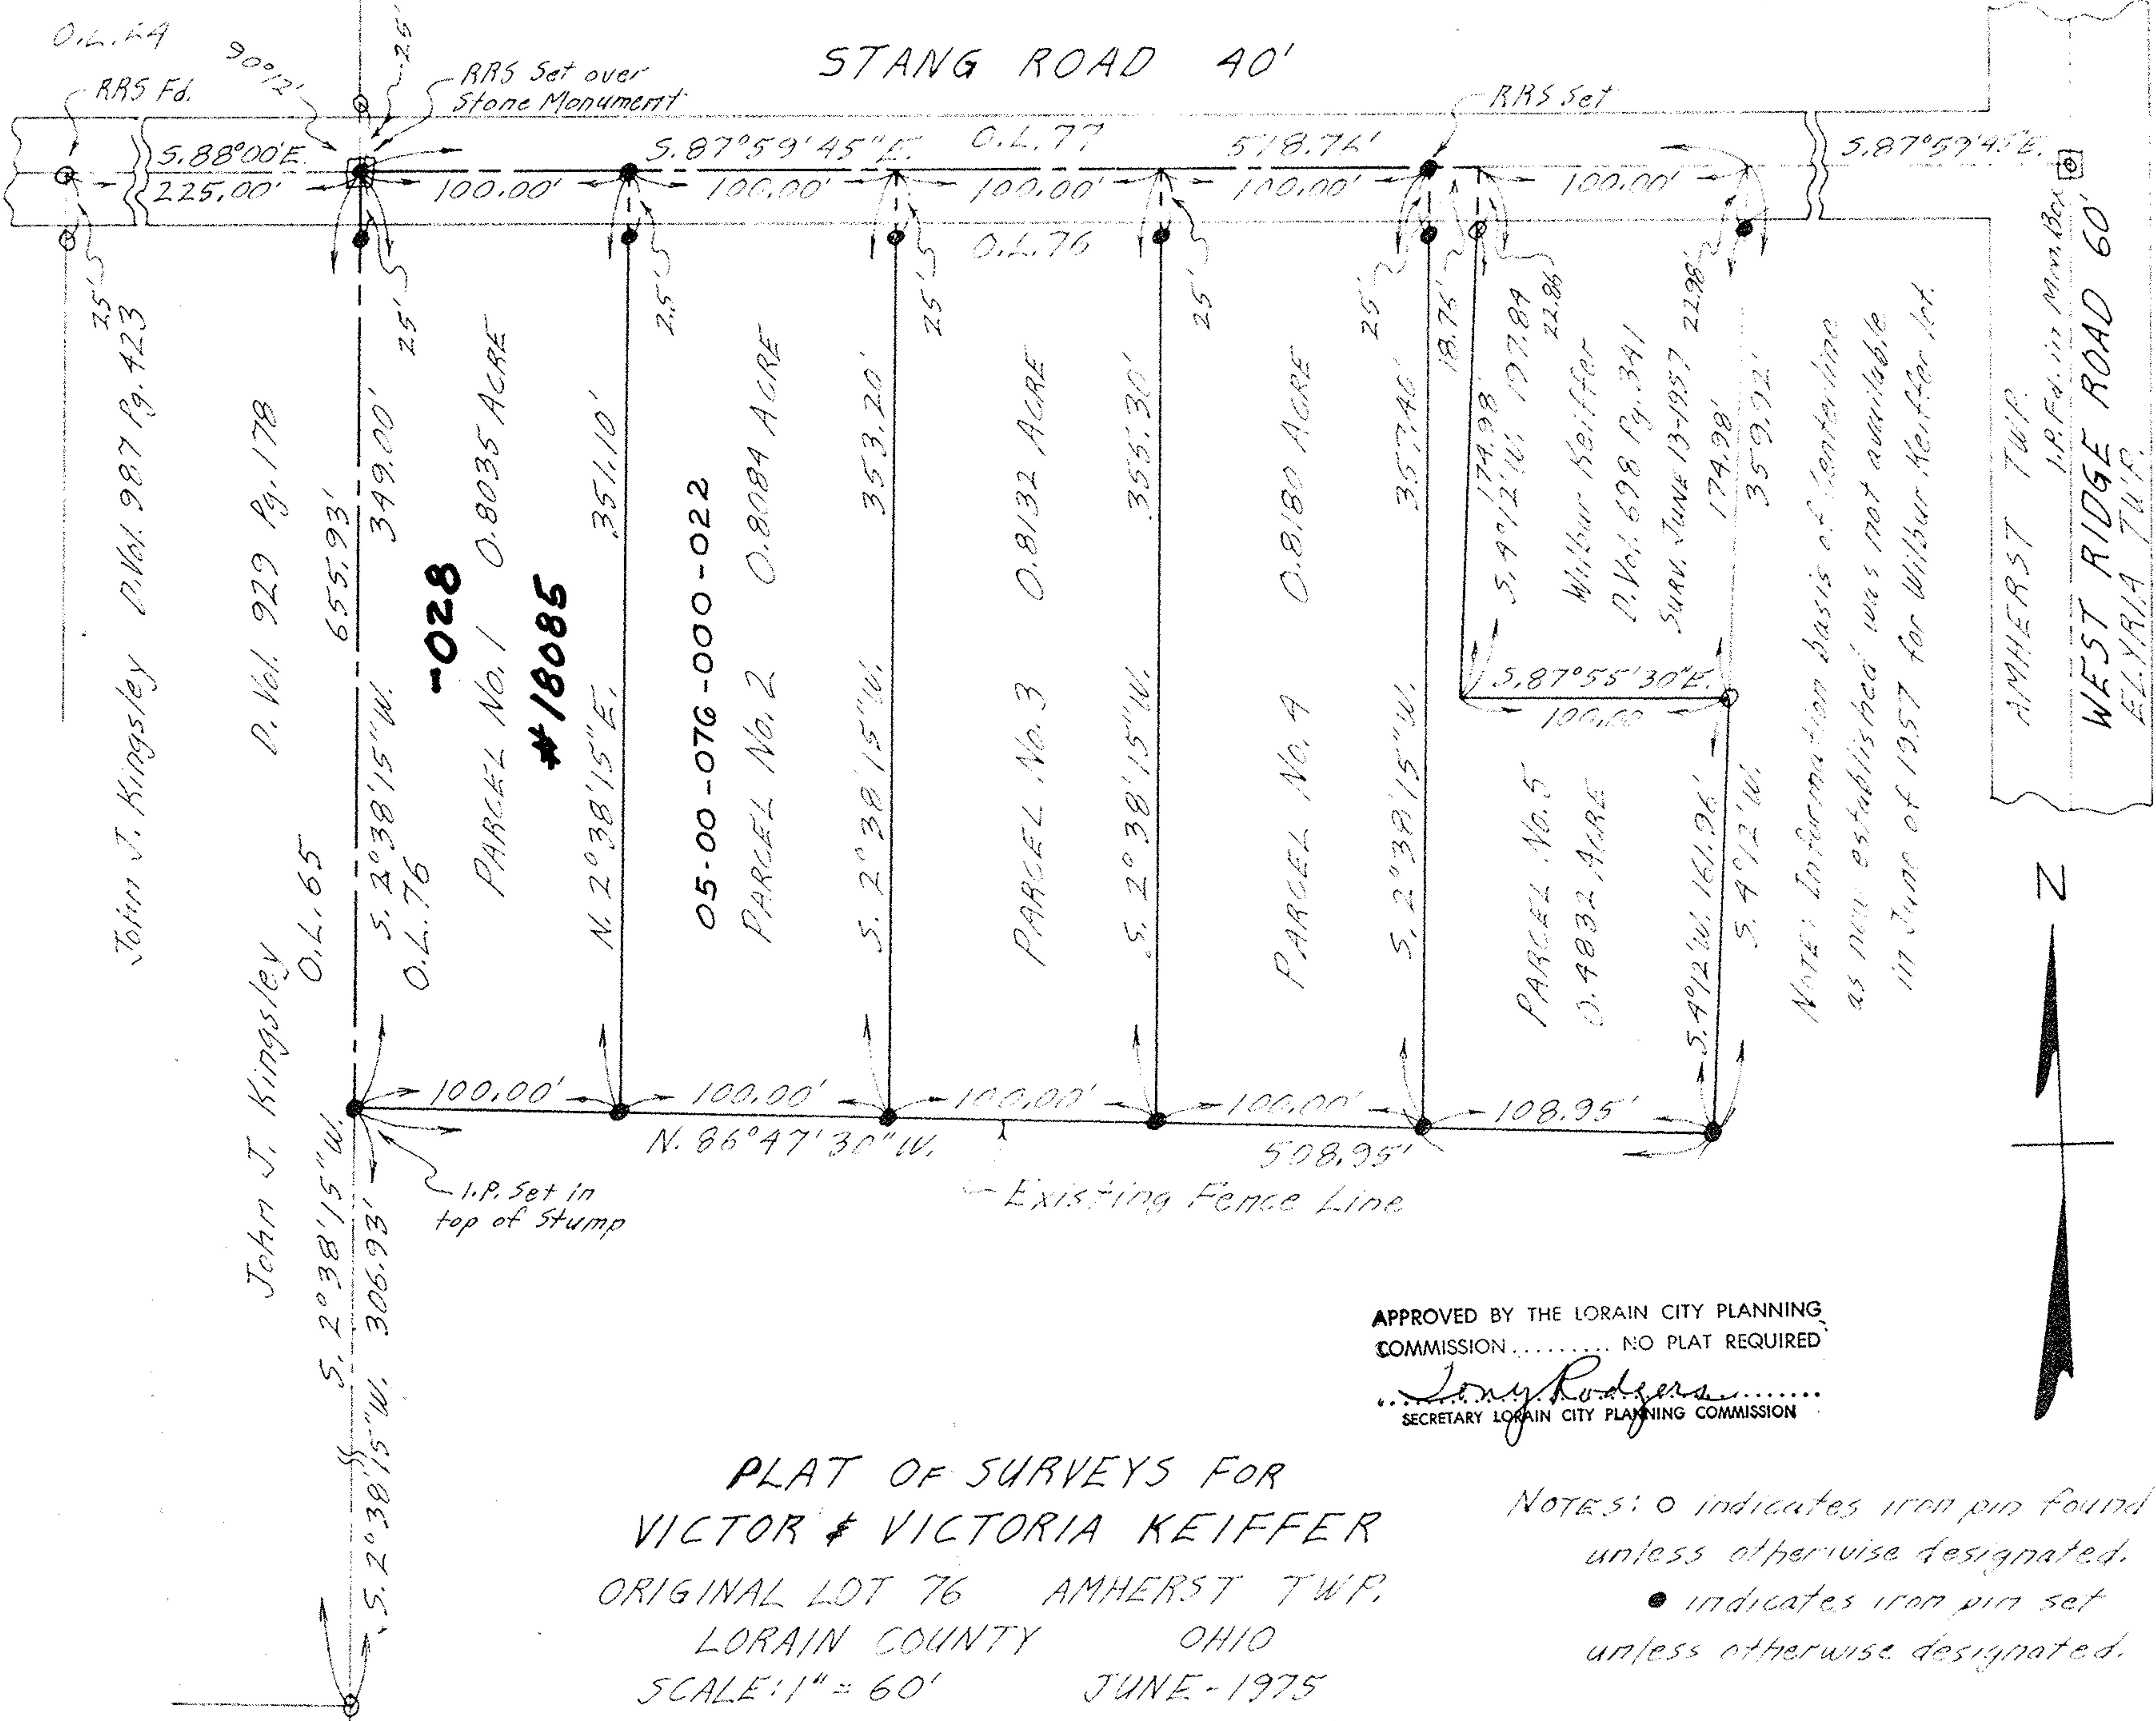 O.L.64
90°12'
25'
RRS Fd.
RRS Set over
Stone Monument
STANG ROAD 40'
RRS Set
S.88°00'E.
225.00'
S.87°59'45"E.
O.L.77
518.76'
S.87°59'45"E.
100.00'
100.00'
100.00'
100.00'
100.00'
O.L.76
25'
25'
25'
25'
25'
25'
18.76'
22.86
22.98'
John J. Kingsley D.Vol. 987 Pg. 423
John J. Kingsley D. Vol. 929 Pg. 178
O.L.65
655.93'
S. 2°38'15"W.
S. 2°38'15"W. 349.00'
O.L.76
-028
PARCEL No. 1 0.8035 ACRE
#18085
N. 2°38'15"E. 351.10'
05-00-076-000-022
PARCEL No. 2 0.8084 ACRE
S. 2°38'15"W. 353.20'
PARCEL No. 3 0.8132 ACRE
S. 2°38'15"W. 355.30'
PARCEL No. 4 0.8180 ACRE
S. 2°38'15"W. 357.40'
174.98'
S.4°12'W. 197.84
Wilbur Keiffer
D. Vol. 698 Pg. 341
SURV. JUNE 13-1957
174.98'
359.92'
S.87°55'30"E.
100.00
PARCEL No. 5
0.4832 ACRE
S.4°12'W. 161.96'
S.4°12'W.
NOTE: Information basis of Centerline
as now established was not available
in June of 1957 for Wilbur Keiffer lot.
AMHERST TWP.
I.P.Fd. in Mon.Box
WEST RIDGE ROAD 60'
ELYRIA TWP.
N
100.00'
100.00'
100.00'
100.00'
108.95'
N. 86°47'30"W.
508.95'
Existing Fence Line
I.P. Set in
top of Stump
S. 2°38'15"W. 306.93'
APPROVED BY THE LORAIN CITY PLANNING
COMMISSION ......... NO PLAT REQUIRED
Tony Rodgers
SECRETARY LORAIN CITY PLANNING COMMISSION
PLAT OF SURVEYS FOR
VICTOR & VICTORIA KEIFFER
ORIGINAL LOT 76 AMHERST TWP.
LORAIN COUNTY OHIO
SCALE: 1" = 60' JUNE-1975
NOTES: o indicates iron pin found
unless otherwise designated.
● indicates iron pin set
unless otherwise designated.